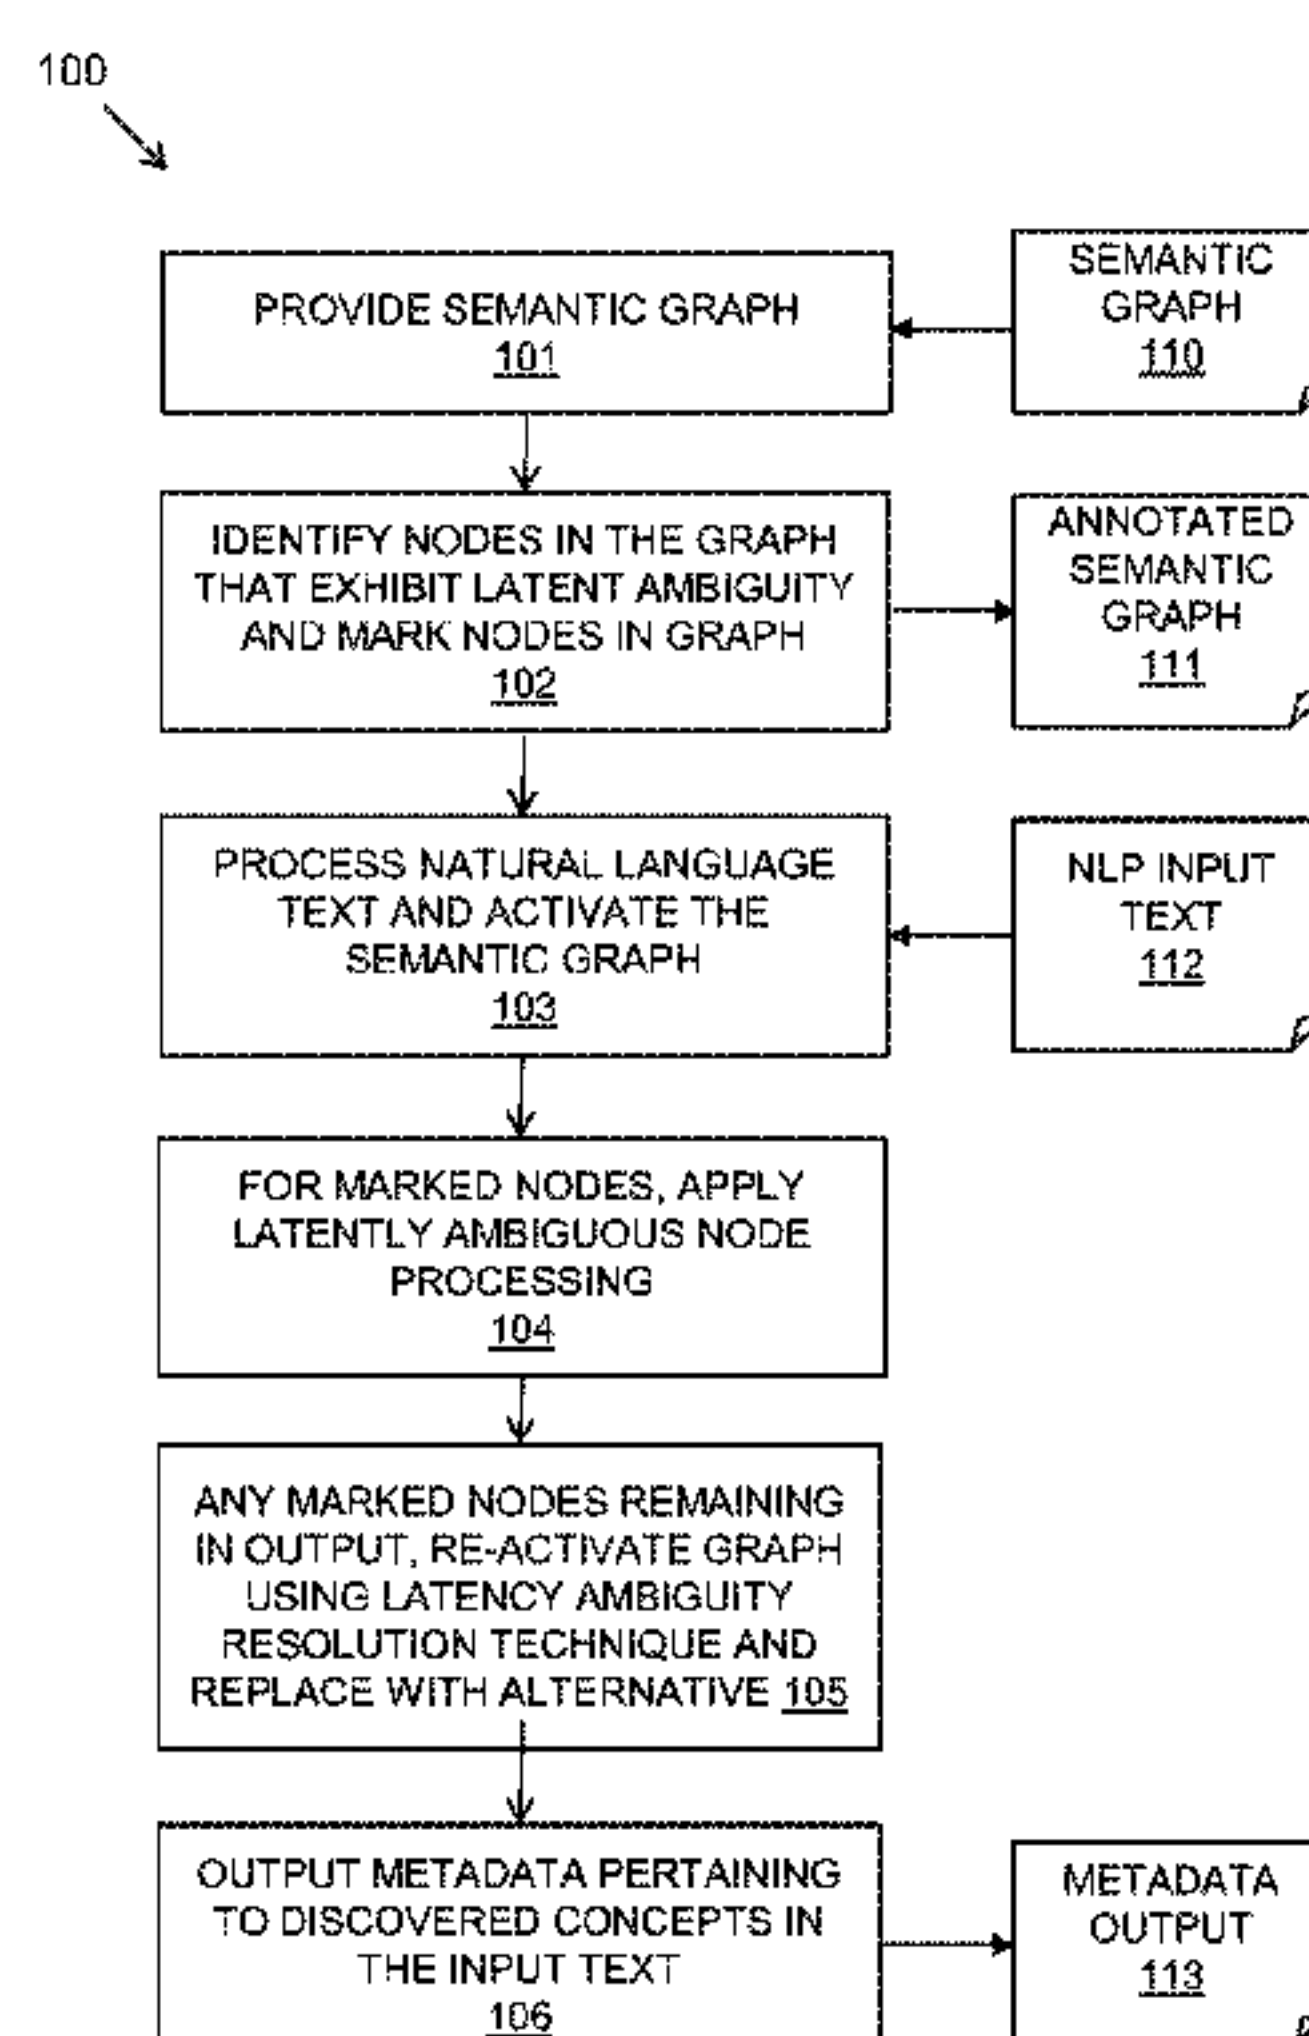 100
PROVIDE SEMANTIC GRAPH
101
SEMANTIC
GRAPH
110
IDENTIFY NODES IN THE GRAPH
THAT EXHIBIT LATENT AMBIGUITY
AND MARK NODES IN GRAPH
102
ANNOTATED
SEMANTIC
GRAPH
111
PROCESS NATURAL LANGUAGE
TEXT AND ACTIVATE THE
SEMANTIC GRAPH
103
NLP INPUT
TEXT
112
FOR MARKED NODES, APPLY
LATENTLY AMBIGUOUS NODE
PROCESSING
104
ANY MARKED NODES REMAINING
IN OUTPUT, RE-ACTIVATE GRAPH
USING LATENCY AMBIGUITY
RESOLUTION TECHNIQUE AND
REPLACE WITH ALTERNATIVE 105
OUTPUT METADATA PERTAINING
TO DISCOVERED CONCEPTS IN
THE INPUT TEXT
106
METADATA
OUTPUT
113